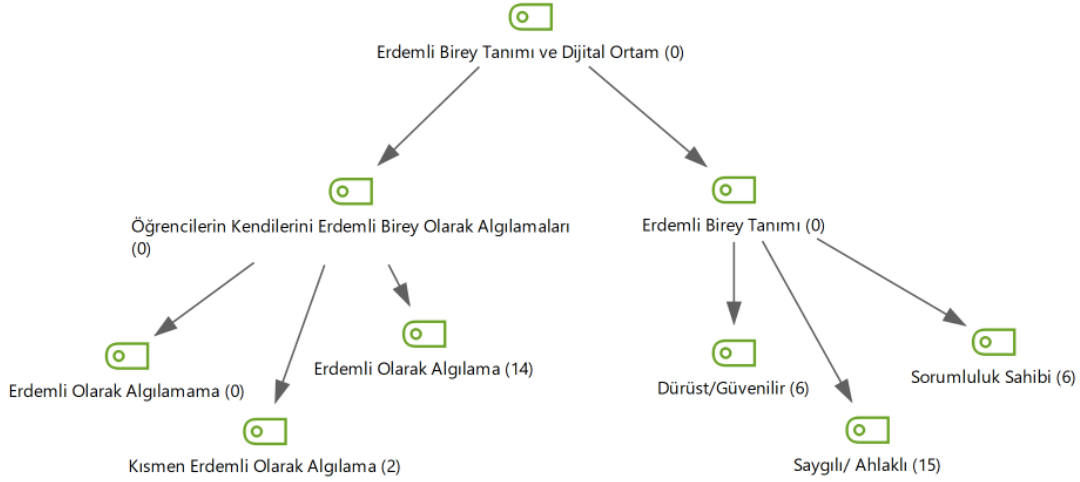 Erdemli Birey Tanımı ve Dijital Ortam (0)
Öğrencilerin Kendilerini Erdemli Birey Olarak Algılamaları
(0)
Erdemli Birey Tanımı (0)
Erdemli Olarak Algılamama (0)
Erdemli Olarak Algılama (14)
Kısmen Erdemli Olarak Algılama (2)
Dürüst/Güvenilir (6)
Saygılı/ Ahlaklı (15)
Sorumluluk Sahibi (6)